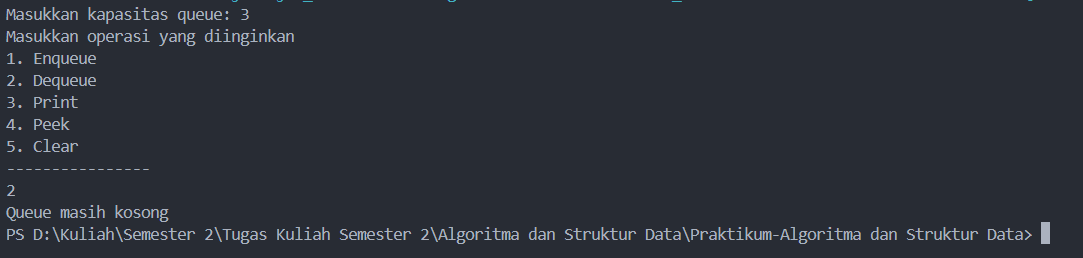 Masukkan kapasitas queue: 3
Masukkan operasi yang diinginkan
1. Enqueue
2. Dequeue
3. Print
4. Peek
5. Clear
----------------
2
Queue masih kosong
PS D:\Kuliah\Semester 2\Tugas Kuliah Semester 2\Algoritma dan Struktur Data\Praktikum-Algoritma dan Struktur Data>